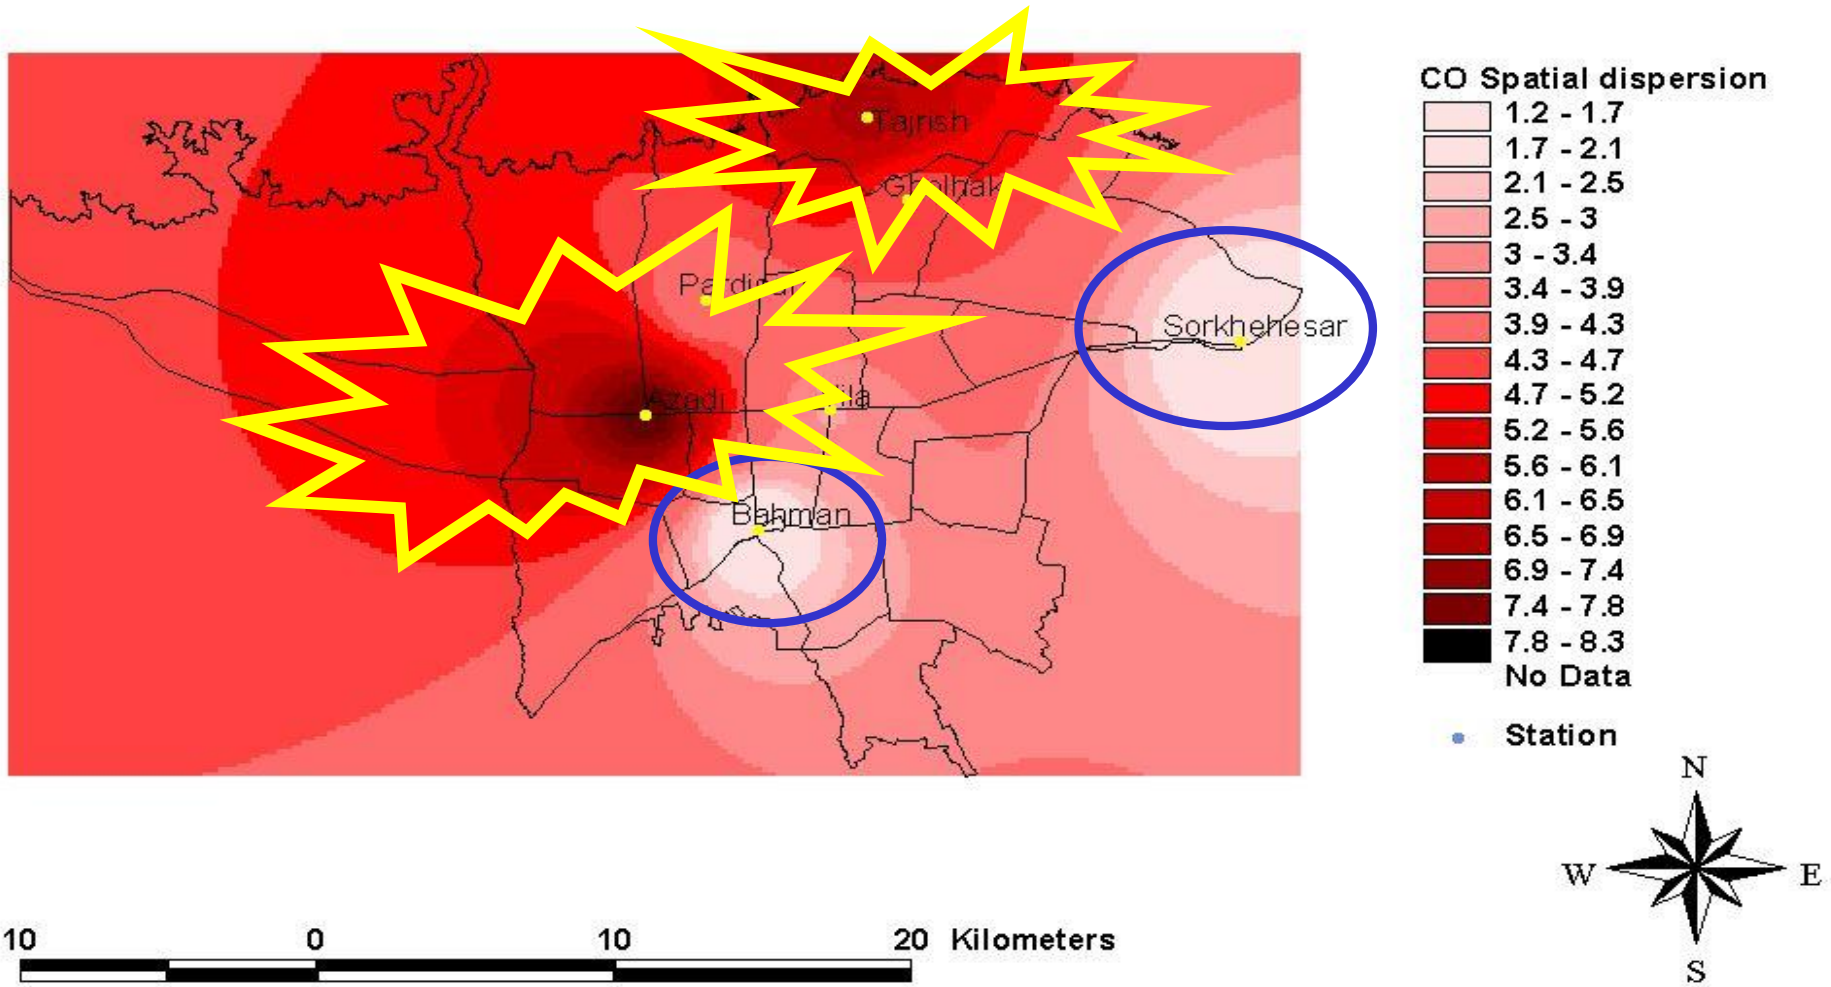 CO Spatial dispersion
1.2 - 1.7
1.7 - 2.1
2.1 - 2.5
2.5 - 3
3 - 3.4
3.4 - 3.9
3.9 - 4.3
4.3 - 4.7
4.7 - 5.2
5.2 - 5.6
5.6 - 6.1
6.1 - 6.5
6.5 - 6.9
6.9 - 7.4
7.4 - 7.8
7.8 - 8.3
No Data
Station
Tajrish
Gholhak
Sorkhehesar
Azadi
Bahman
N
W
E
S
10 0 10 20 Kilometers